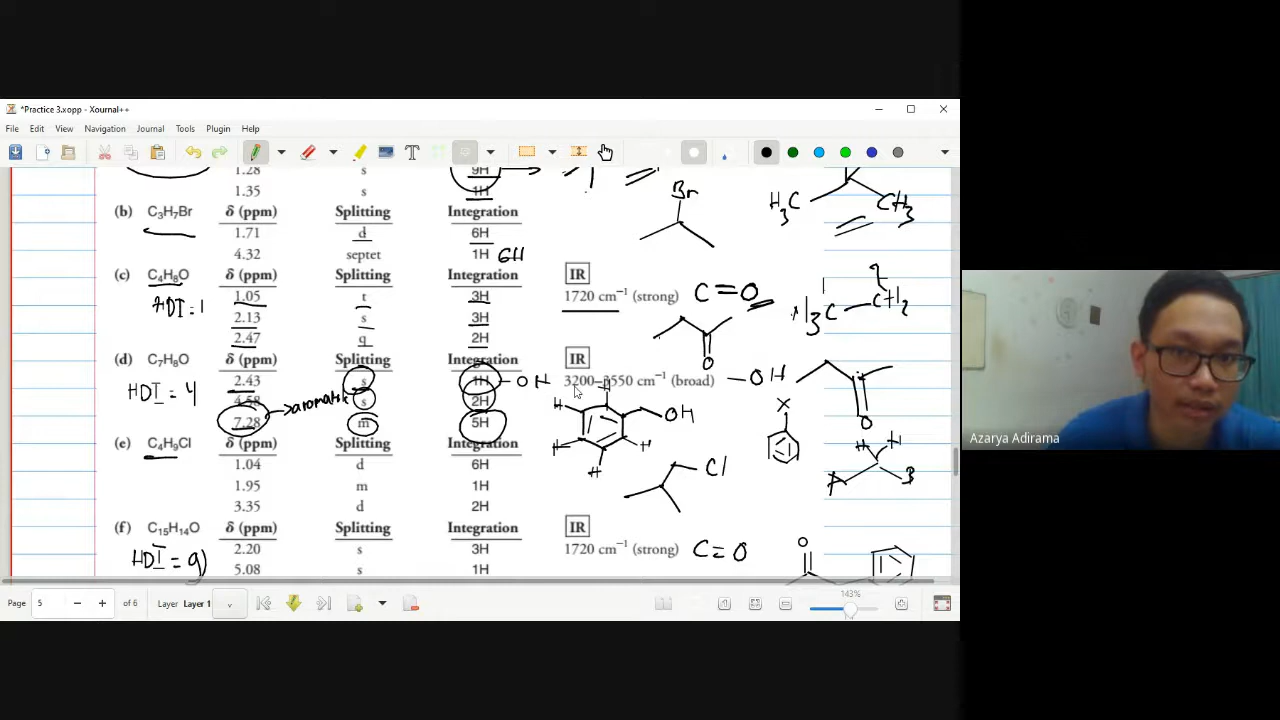 *Practice 3.xopp - Xournal++
File Edit View Navigation Journal Tools Plugin Help
1.28 s 9H
1.35 s 1H
Br
H3C CH3
(b) C3H7Br δ (ppm) Splitting Integration
1.71 d 6H
4.32 septet 1H 6H
(c) C4H8O δ (ppm) Splitting Integration IR
HDI = 1 1.05 t 3H 1720 cm−1 (strong) C=O
2.13 s 3H
2.47 q 2H
H3C CH2
O
(d) C7H8O δ (ppm) Splitting Integration IR
HDI = 4 2.43 s 1H - OH 3200–3550 cm−1 (broad) - OH
4.58 s 2H
7.28 → aromatic m 5H
H H H H H OH
X
O
H H
A B
(e) C4H9Cl δ (ppm) Splitting Integration
1.04 d 6H
1.95 m 1H
3.35 d 2H
Cl
(f) C15H14O δ (ppm) Splitting Integration IR
HDI = 9) 2.20 s 3H 1720 cm−1 (strong) C=O
5.08 s 1H
O
Page 5 of 6 Layer Layer 1 143%
Azarya Adirama